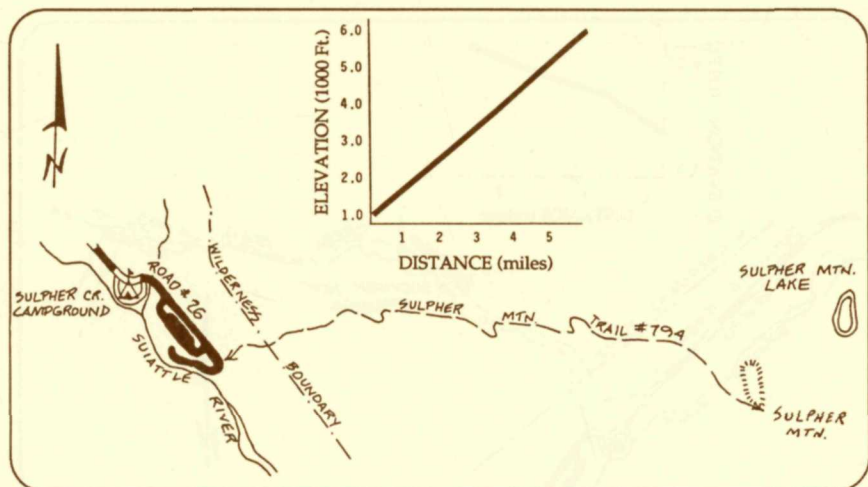 6.0
5.0
4.0
3.0
2.0
1.0
ELEVATION (1000 Ft.)
1 2 3 4 5
DISTANCE (miles)
N
ROAD # 26
WILDERNESS
BOUNDARY
SULPHER CR.
CAMPGROUND
SUIATTLE
RIVER
SULPHER MTN TRAIL #794
SULPHER MTN.
LAKE
SULPHER
MTN.